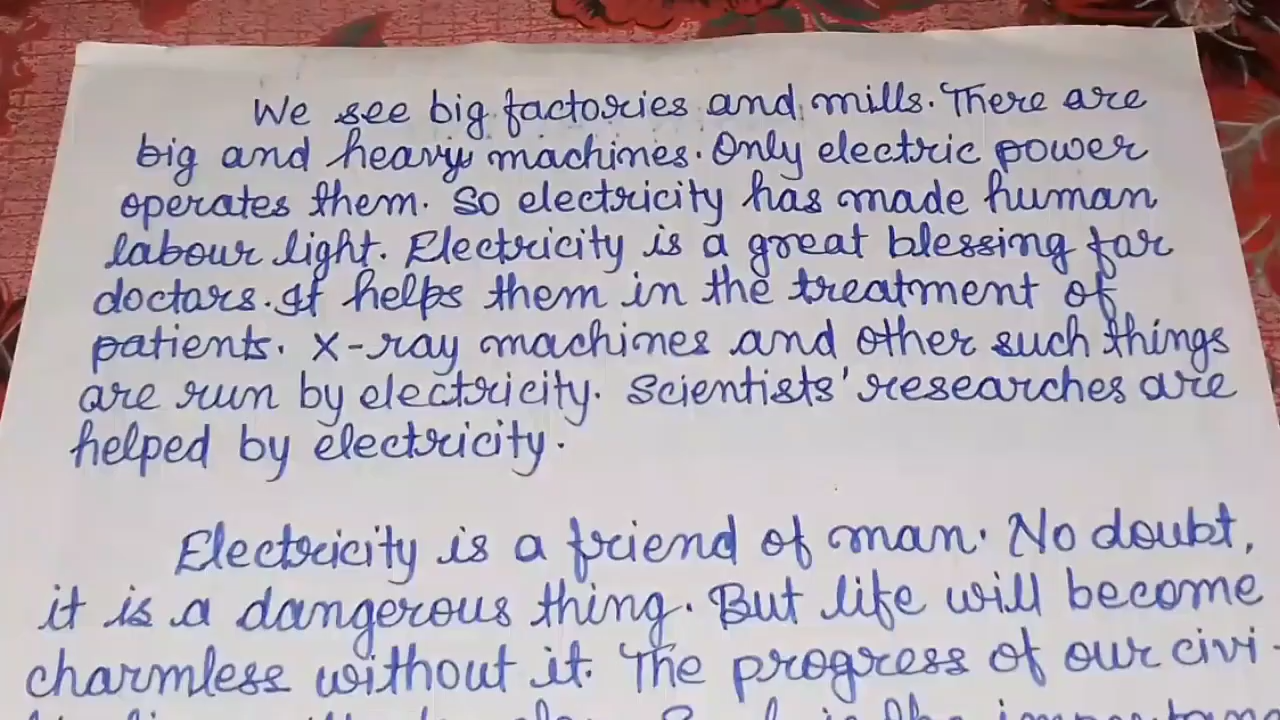 We see big factories and mills. There are
big and heavy machines. Only electric power
operates them. So electricity has made human
labour light. Electricity is a great blessing far
doctars. It helps them in the treatment of
patients. X-ray machines and other such things
are run by electricity. Scientists' researches are
helped by electricity.
Electricity is a friend of man. No doubt,
it is a dangerous thing. But life will become
charmless without it. The progress of our civi-